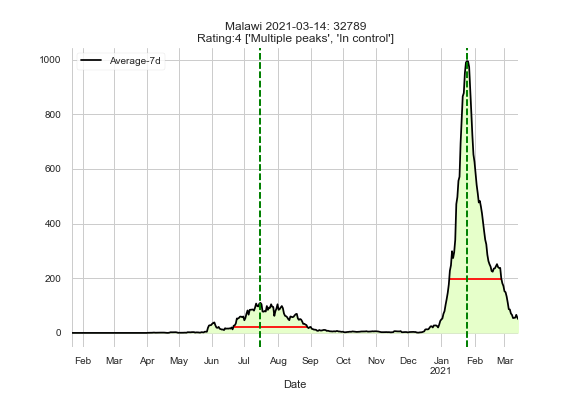 Malawi 2021-03-14: 32789
Rating:4 ['Multiple peaks', 'In control']
Average-7d
1000
800
600
400
200
0
Feb Mar Apr May Jun Jul Aug Sep Oct Nov Dec Jan Feb Mar
2021
Date